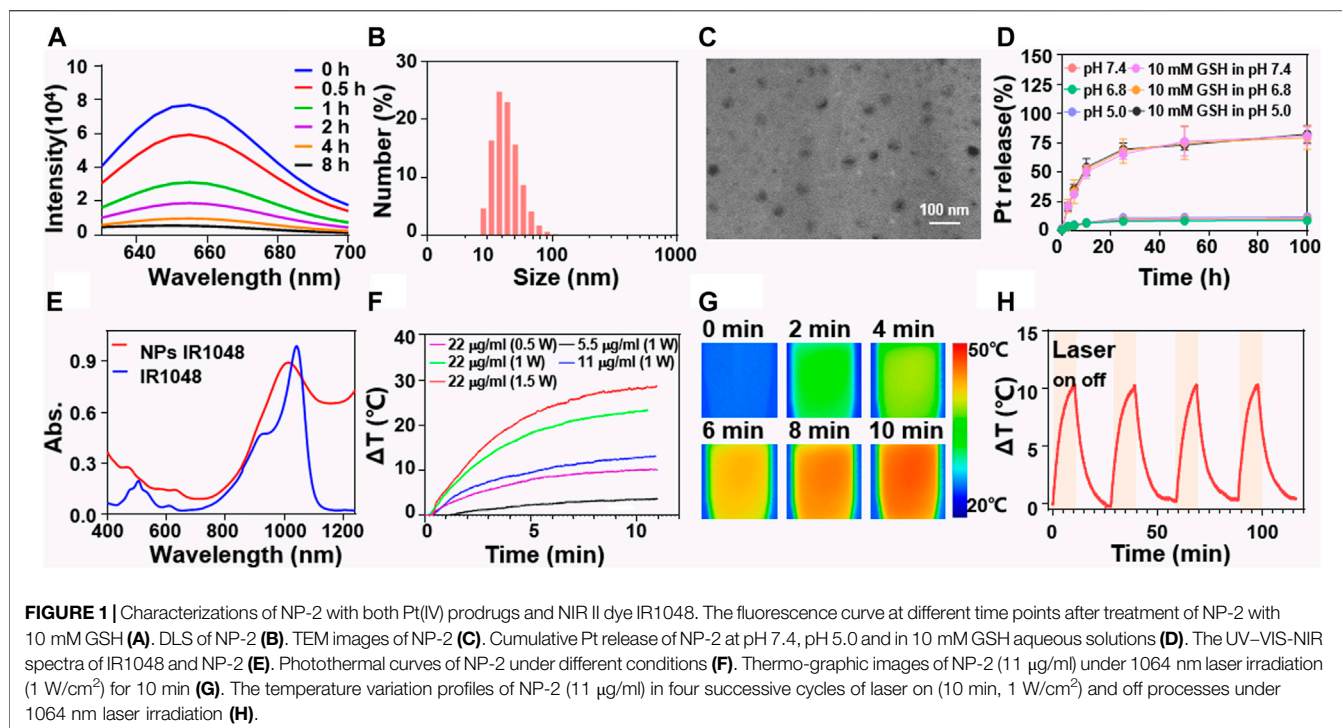 A
Intensity(10⁴)
10
8
6
4
2
0
0 h
0.5 h
1 h
2 h
4 h
8 h
640 660 680 700
Wavelength (nm)
B
Number (%)
30
20
10
0
0 10 100 1000
Size (nm)
C
100 nm
D
Pt release(%)
150
125
100
75
50
25
0
pH 7.4 10 mM GSH in pH 7.4
pH 6.8 10 mM GSH in pH 6.8
pH 5.0 10 mM GSH in pH 5.0
0 20 40 60 80 100
Time (h)
E
Abs.
0.9
0.6
0.3
0.0
NPs IR1048
IR1048
400 600 800 1000 1200
Wavelength (nm)
F
ΔT (°C)
40
30
20
10
0
22 μg/ml (0.5 W) 5.5 μg/ml (1 W)
22 μg/ml (1 W) 11 μg/ml (1 W)
22 μg/ml (1.5 W)
0 5 10
Time (min)
G
0 min 2 min 4 min
6 min 8 min 10 min
50℃
20℃
H
ΔT (°C)
15
10
5
0
Laser
on off
0 50 100
Time (min)
FIGURE 1 | Characterizations of NP-2 with both Pt(IV) prodrugs and NIR II dye IR1048. The fluorescence curve at different time points after treatment of NP-2 with
10 mM GSH (A). DLS of NP-2 (B). TEM images of NP-2 (C). Cumulative Pt release of NP-2 at pH 7.4, pH 5.0 and in 10 mM GSH aqueous solutions (D). The UV–VIS-NIR
spectra of IR1048 and NP-2 (E). Photothermal curves of NP-2 under different conditions (F). Thermo-graphic images of NP-2 (11 μg/ml) under 1064 nm laser irradiation
(1 W/cm²) for 10 min (G). The temperature variation profiles of NP-2 (11 μg/ml) in four successive cycles of laser on (10 min, 1 W/cm²) and off processes under
1064 nm laser irradiation (H).